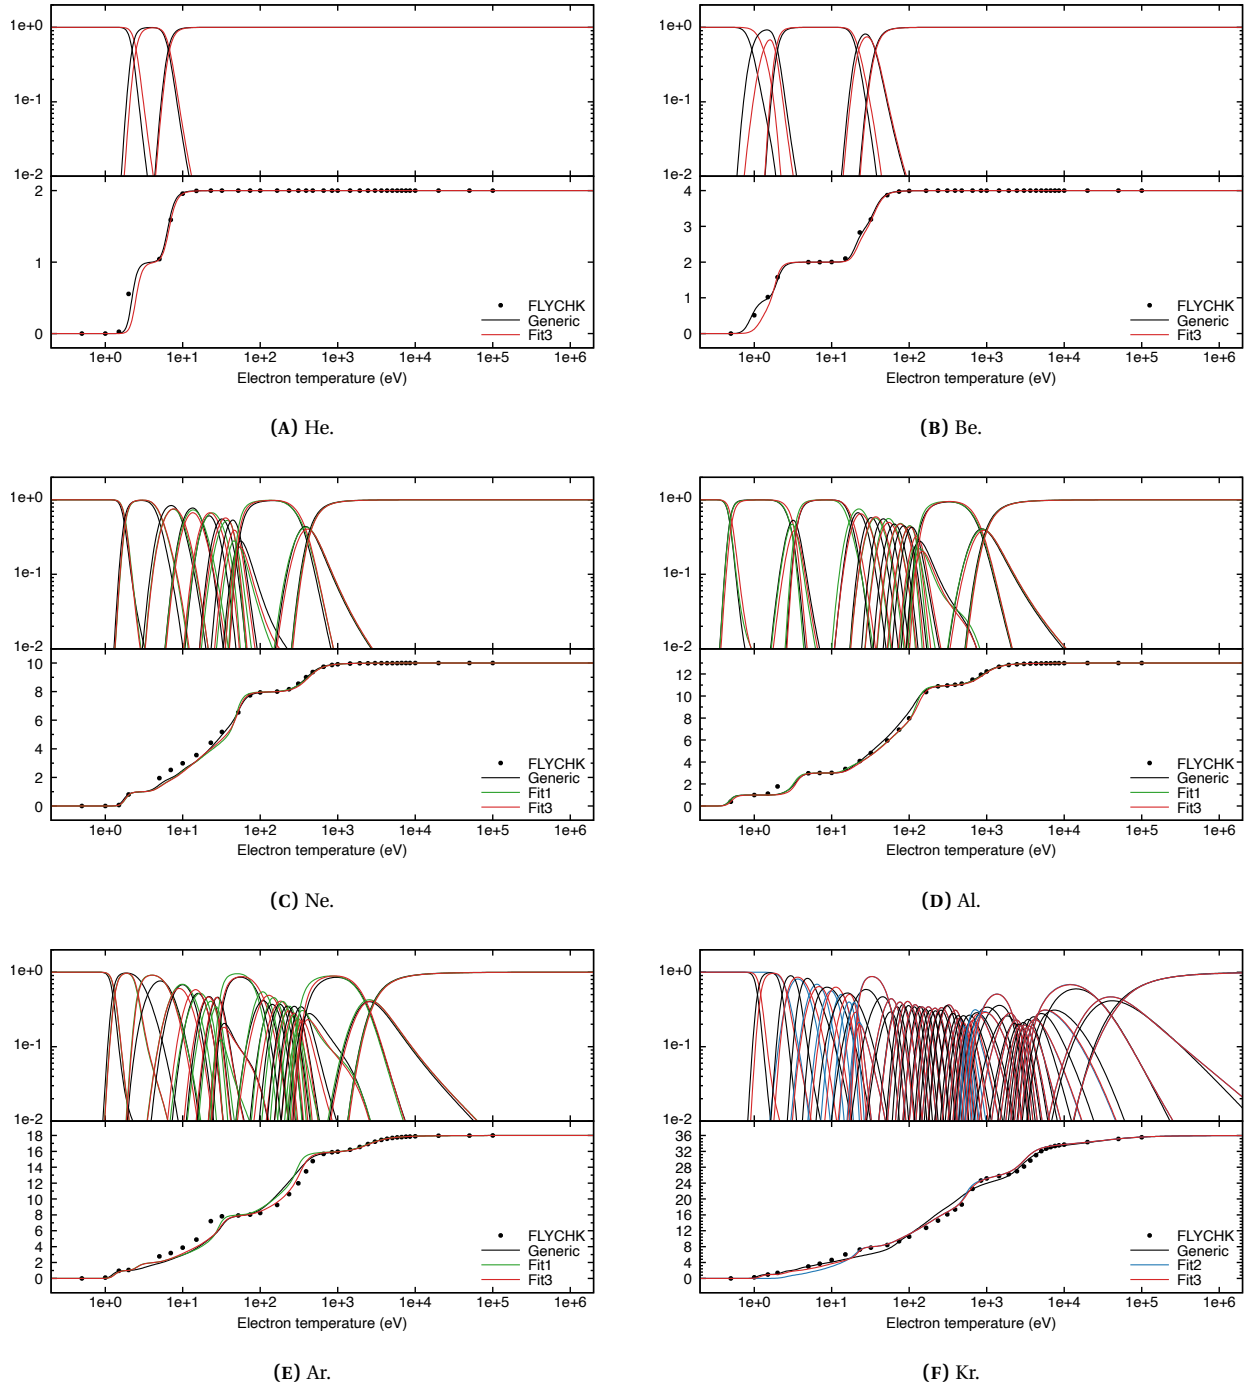 1e+0
1e-1
1e-2
2
1
0
FLYCHK
Generic
Fit3
1e+0 1e+1 1e+2 1e+3 1e+4 1e+5 1e+6
Electron temperature (eV)
(A) He.
1e+0
1e-1
1e-2
4
3
2
1
0
FLYCHK
Generic
Fit3
1e+0 1e+1 1e+2 1e+3 1e+4 1e+5 1e+6
Electron temperature (eV)
(B) Be.
1e+0
1e-1
1e-2
10
8
6
4
2
0
FLYCHK
Generic
Fit1
Fit3
1e+0 1e+1 1e+2 1e+3 1e+4 1e+5 1e+6
Electron temperature (eV)
(C) Ne.
1e+0
1e-1
1e-2
12
10
8
6
4
2
0
FLYCHK
Generic
Fit1
Fit3
1e+0 1e+1 1e+2 1e+3 1e+4 1e+5 1e+6
Electron temperature (eV)
(D) Al.
1e+0
1e-1
1e-2
18
16
14
12
10
8
6
4
2
0
FLYCHK
Generic
Fit1
Fit3
1e+0 1e+1 1e+2 1e+3 1e+4 1e+5 1e+6
Electron temperature (eV)
(E) Ar.
1e+0
1e-1
1e-2
36
32
28
24
20
16
12
8
4
0
FLYCHK
Generic
Fit2
Fit3
1e+0 1e+1 1e+2 1e+3 1e+4 1e+5 1e+6
Electron temperature (eV)
(F) Kr.